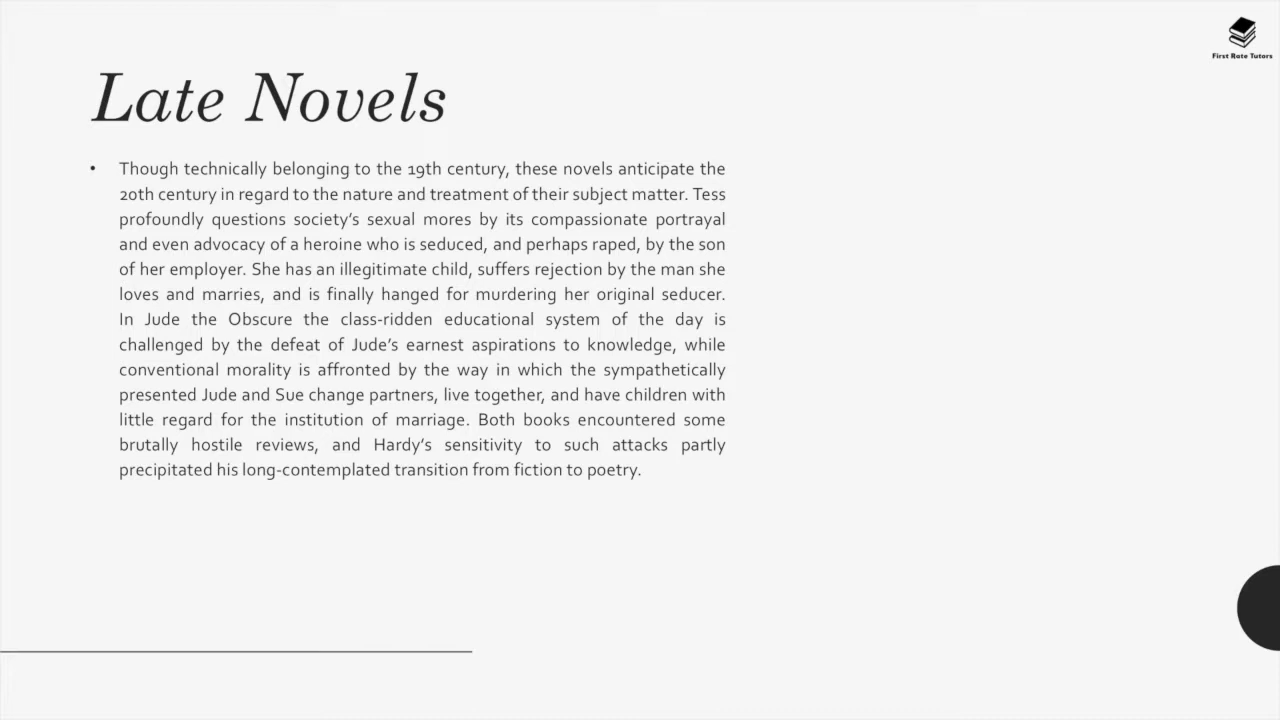 First Rate Tutors
Late Novels
• Though technically belonging to the 19th century, these novels anticipate the
20th century in regard to the nature and treatment of their subject matter. Tess
profoundly questions society's sexual mores by its compassionate portrayal
and even advocacy of a heroine who is seduced, and perhaps raped, by the son
of her employer. She has an illegitimate child, suffers rejection by the man she
loves and marries, and is finally hanged for murdering her original seducer.
In Jude the Obscure the class-ridden educational system of the day is
challenged by the defeat of Jude's earnest aspirations to knowledge, while
conventional morality is affronted by the way in which the sympathetically
presented Jude and Sue change partners, live together, and have children with
little regard for the institution of marriage. Both books encountered some
brutally hostile reviews, and Hardy's sensitivity to such attacks partly
precipitated his long-contemplated transition from fiction to poetry.